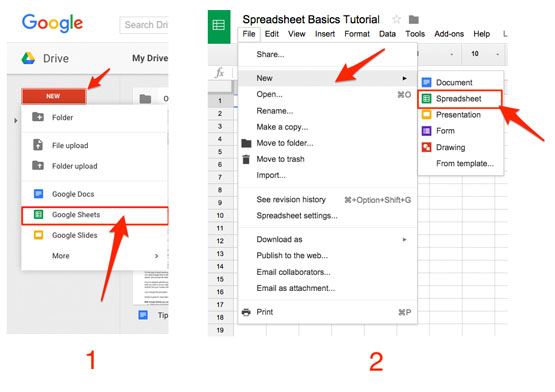 Google
Search Dri
Drive
My Drive
NEW
Folder
File upload
Folder upload
Google Docs
Google Sheets
Google Slides
More
Tip
1
Spreadsheet Basics Tutorial
File Edit View Insert Format Data Tools Add-ons Help
fx
10
Share...
New
Open... ⌘O
Rename...
Make a copy...
Move to folder...
Move to trash
Import...
See revision history ⌘+Option+Shift+G
Spreadsheet settings...
Download as
Publish to the web...
Email collaborators...
Email as attachment...
Print ⌘P
Document
Spreadsheet
Presentation
Form
Drawing
From template...
1
2
3
4
5
6
7
8
9
10
11
12
13
14
15
16
17
18
19
2